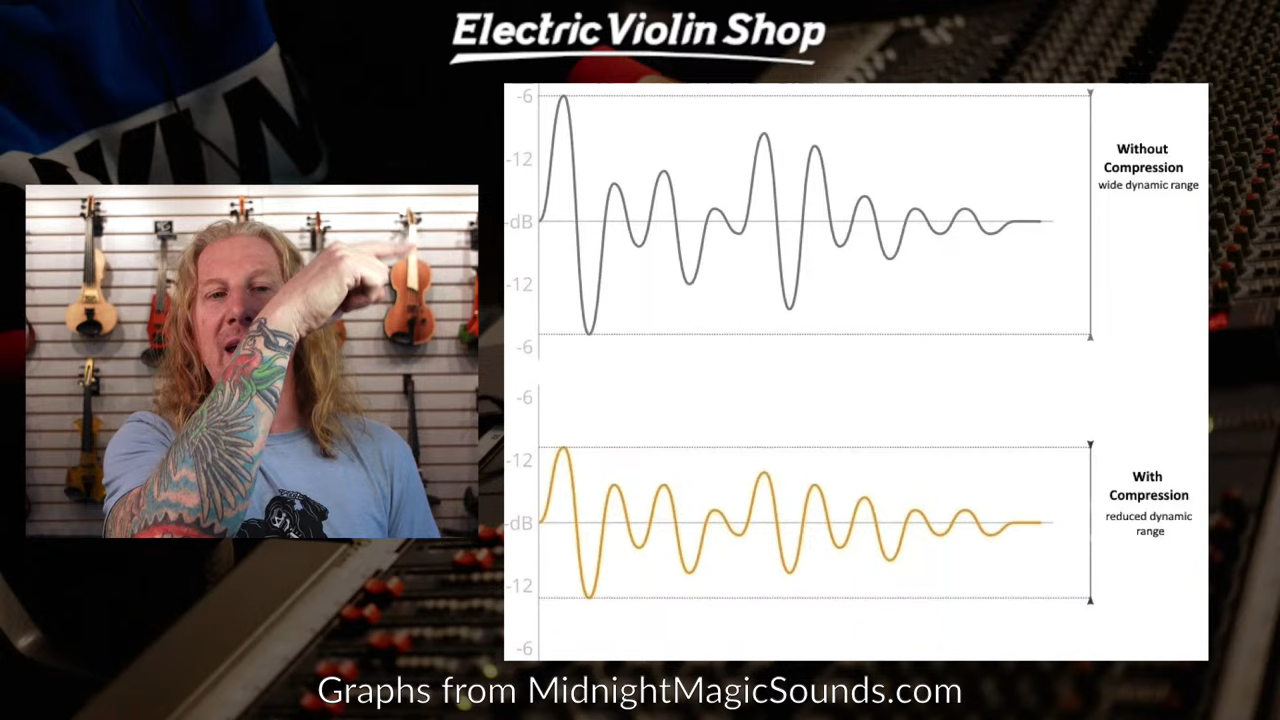 Electric Violin Shop
-6
-12
-dB
-12
-6
Without
Compression
wide dynamic range
-6
-12
-dB
-12
-6
With
Compression
reduced dynamic
range
Graphs from MidnightMagicSounds.com